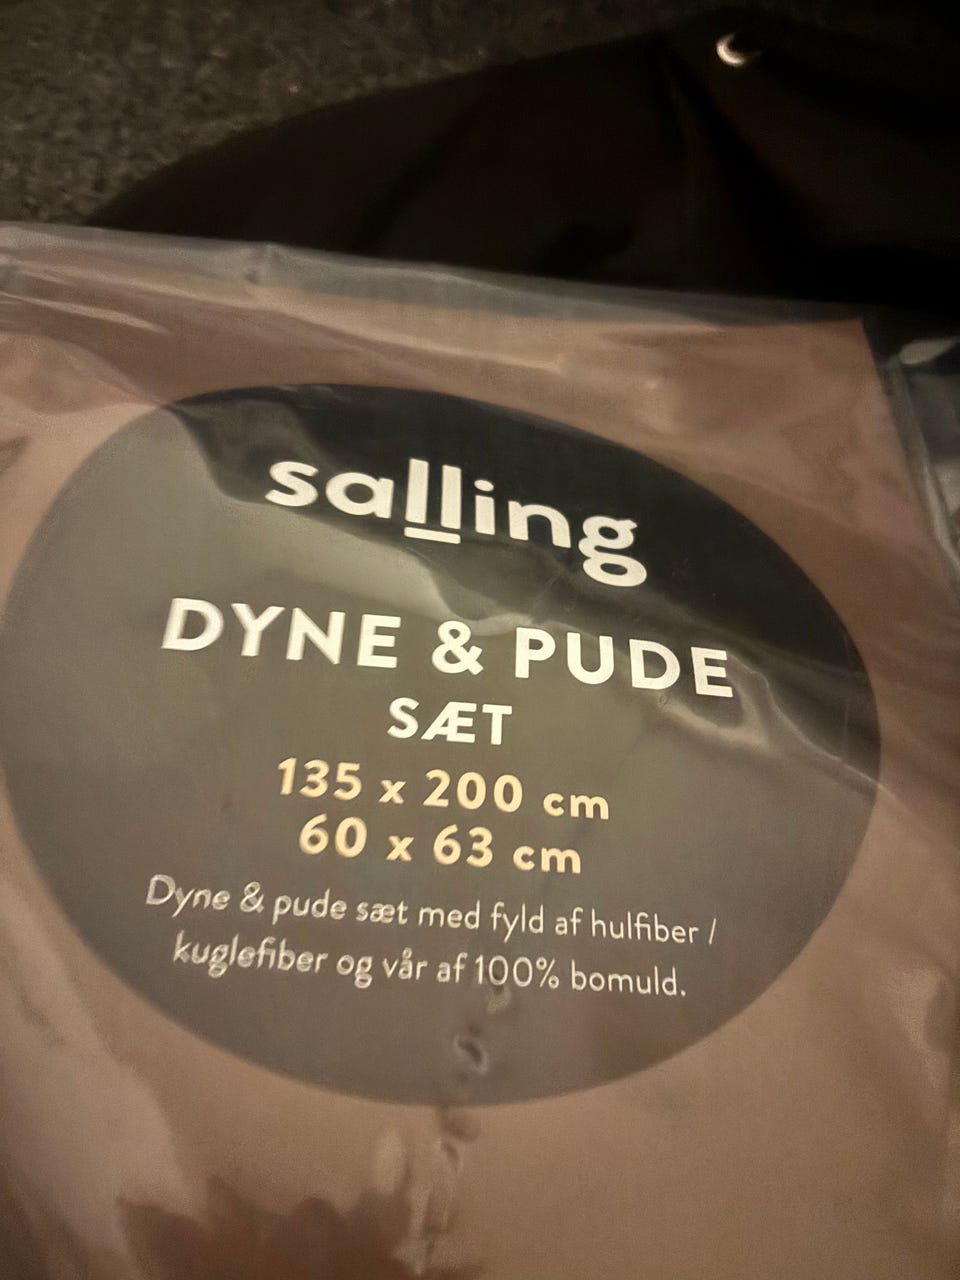 salling
DYNE & PUDE
SÆT
135 x 200 cm
60 x 63 cm
Dyne & pude sæt med fyld af hulfiber /
kuglefiber og vår af 100% bomuld.